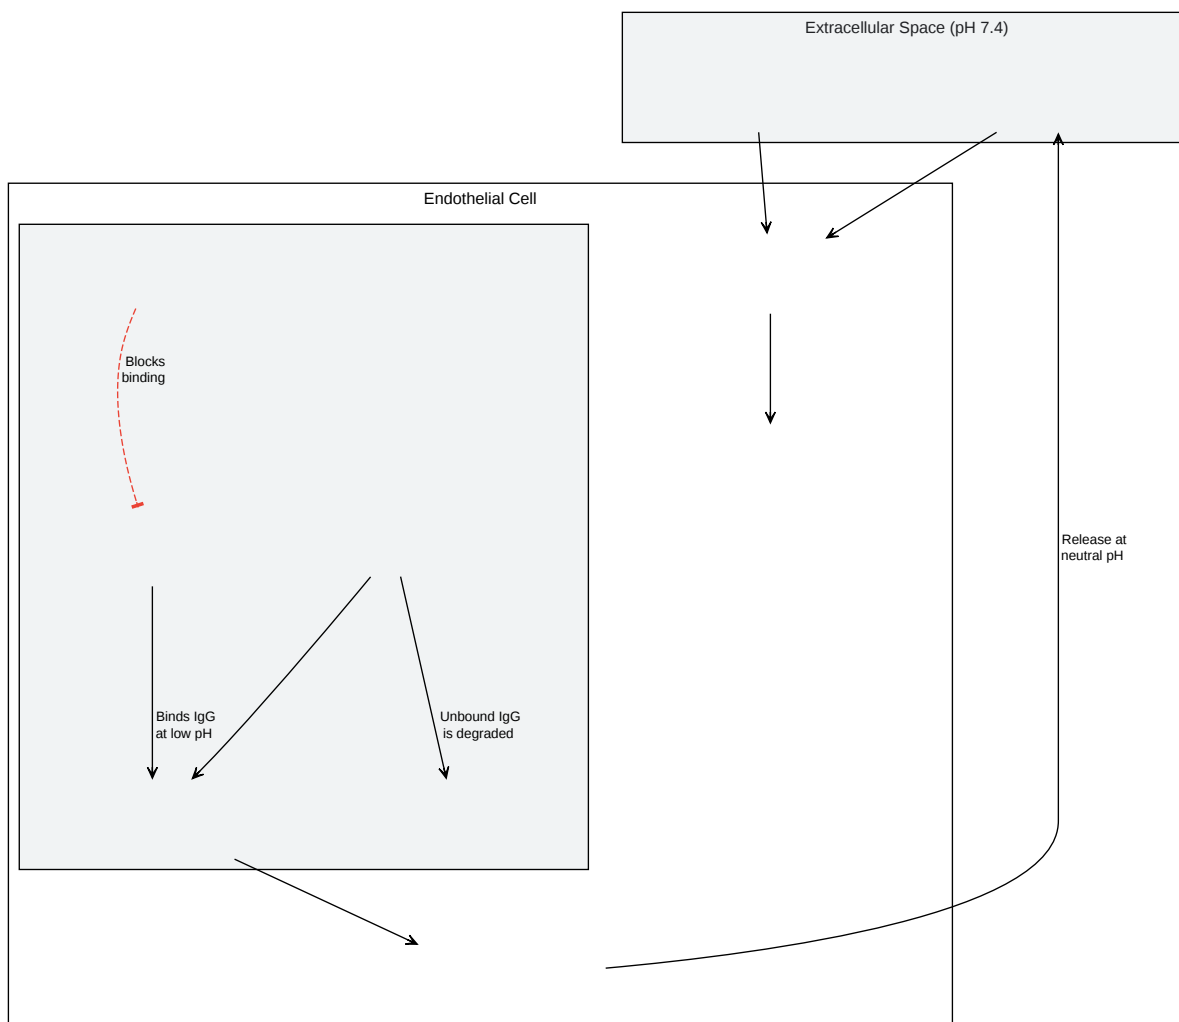 Extracellular Space (pH 7.4)
Endothelial Cell
Blocks
binding
Release at
neutral pH
Binds IgG
at low pH
Unbound IgG
is degraded